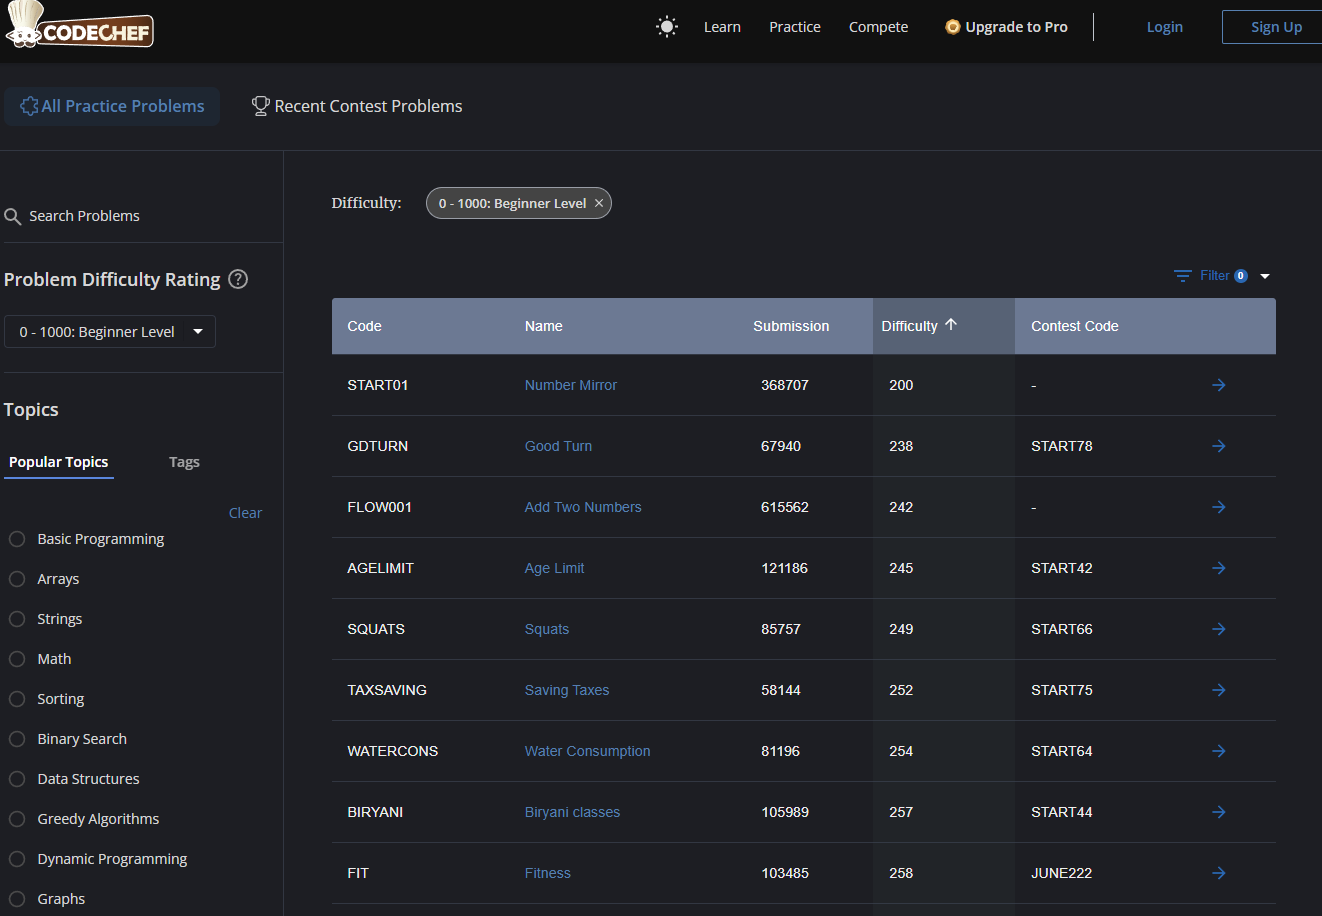 CODECHEF Learn Practice Compete Upgrade to Pro Login Sign Up
All Practice Problems Recent Contest Problems
Search Problems
Problem Difficulty Rating ?
0 - 1000: Beginner Level
Topics
Popular Topics Tags
Clear
Basic Programming
Arrays
Strings
Math
Sorting
Binary Search
Data Structures
Greedy Algorithms
Dynamic Programming
Graphs
Difficulty: 0 - 1000: Beginner Level ×
Filter 0
Code Name Submission Difficulty ↑ Contest Code
START01 Number Mirror 368707 200 - →
GDTURN Good Turn 67940 238 START78 →
FLOW001 Add Two Numbers 615562 242 - →
AGELIMIT Age Limit 121186 245 START42 →
SQUATS Squats 85757 249 START66 →
TAXSAVING Saving Taxes 58144 252 START75 →
WATERCONS Water Consumption 81196 254 START64 →
BIRYANI Biryani classes 105989 257 START44 →
FIT Fitness 103485 258 JUNE222 →